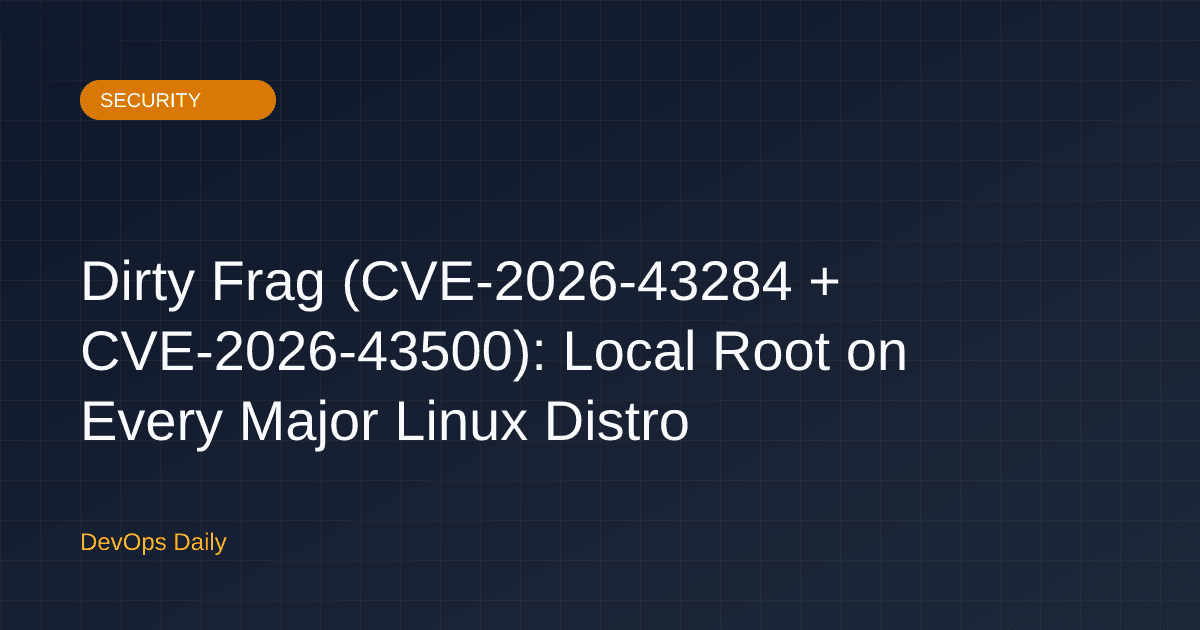 SECURITY
Dirty Frag (CVE-2026-43284 +
CVE-2026-43500): Local Root on
Every Major Linux Distro
DevOps Daily